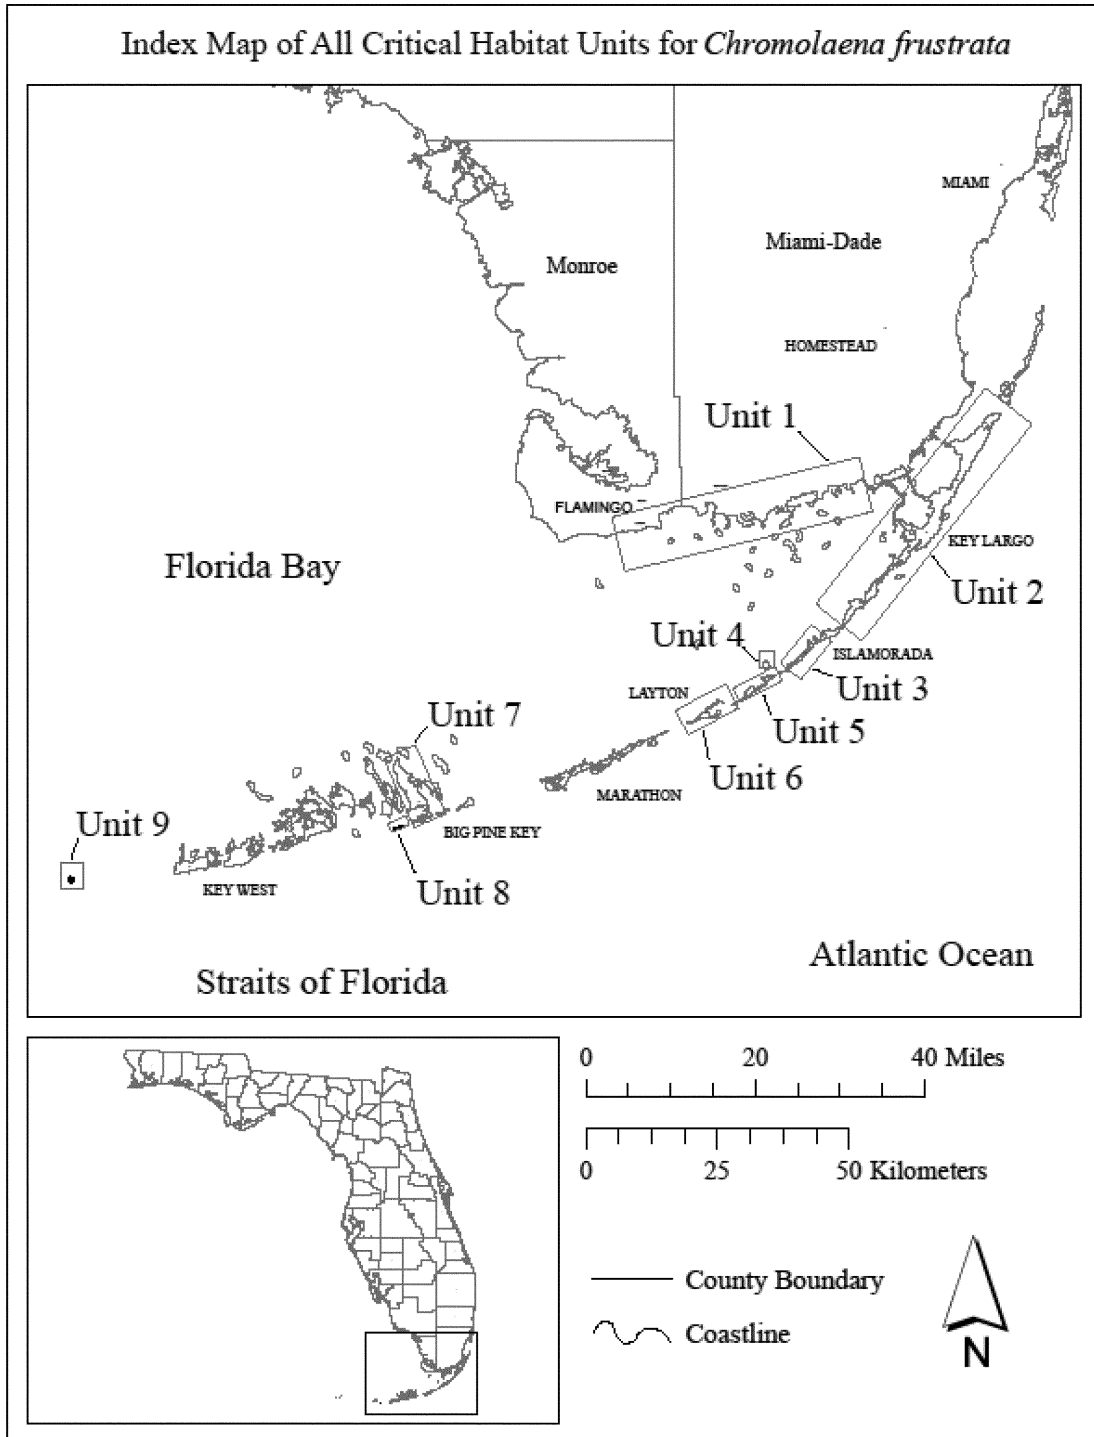 Index Map of All Critical Habitat Units for Chromolaena frustrata
MIAMI
Miami-Dade
Monroe
HOMESTEAD
Unit 1
FLAMINGO
KEY LARGO
Florida Bay
Unit 2
Unit 4
ISLAMORADA
Unit 3
LAYTON
Unit 7
Unit 5
Unit 6
MARATHON
Unit 9
BIG PINE KEY
KEY WEST
Unit 8
Atlantic Ocean
Straits of Florida
0 20 40 Miles
0 25 50 Kilometers
County Boundary
Coastline
N